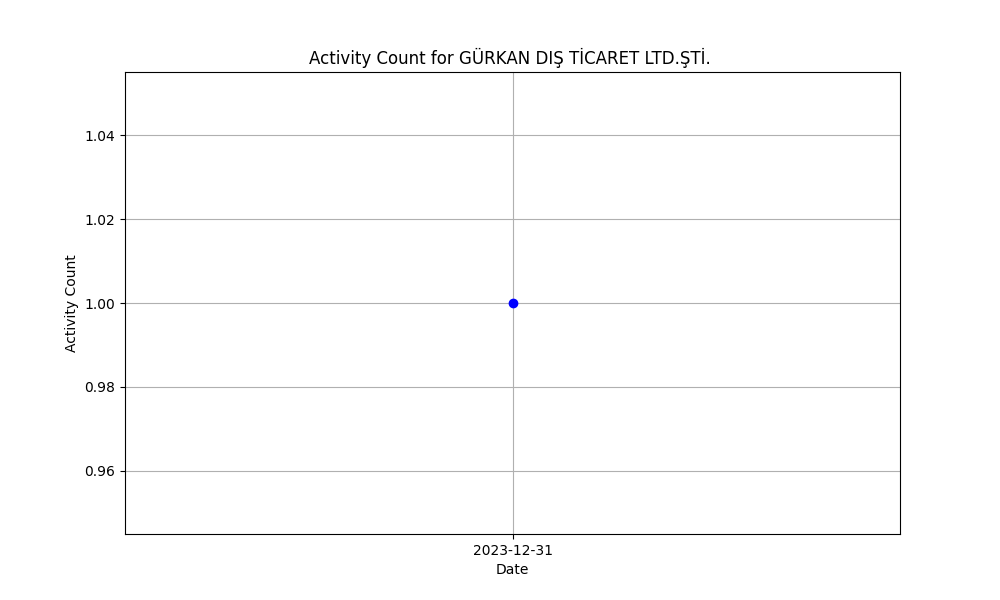 Activity Count for GÜRKAN DIŞ TİCARET LTD.ŞTİ.
1.04
1.02
1.00
0.98
0.96
Activity Count
2023-12-31
Date